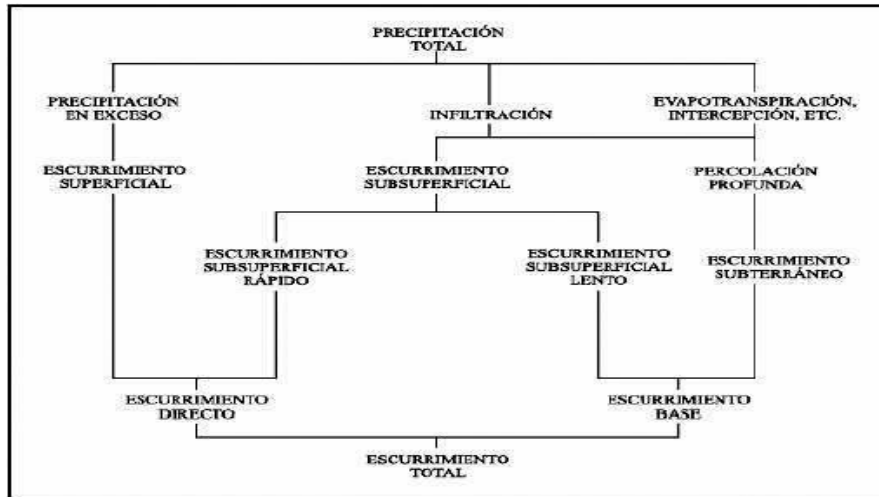 PRECIPITACIÓN
TOTAL
PRECIPITACIÓN
EN EXCESO
INFILTRACIÓN
EVAPOTRANSPIRACIÓN,
INTERCEPCIÓN, ETC.
ESCURRIMIENTO
SUPERFICIAL
ESCURRIMIENTO
SUBSUPERFICIAL
PERCOLACIÓN
PROFUNDA
ESCURRIMIENTO
SUBSUPERFICIAL
RÁPIDO
ESCURRIMIENTO
SUBSUPERFICIAL
LENTO
ESCURRIMIENTO
SUBTERRÁNEO
ESCURRIMIENTO
DIRECTO
ESCURRIMIENTO
BASE
ESCURRIMIENTO
TOTAL